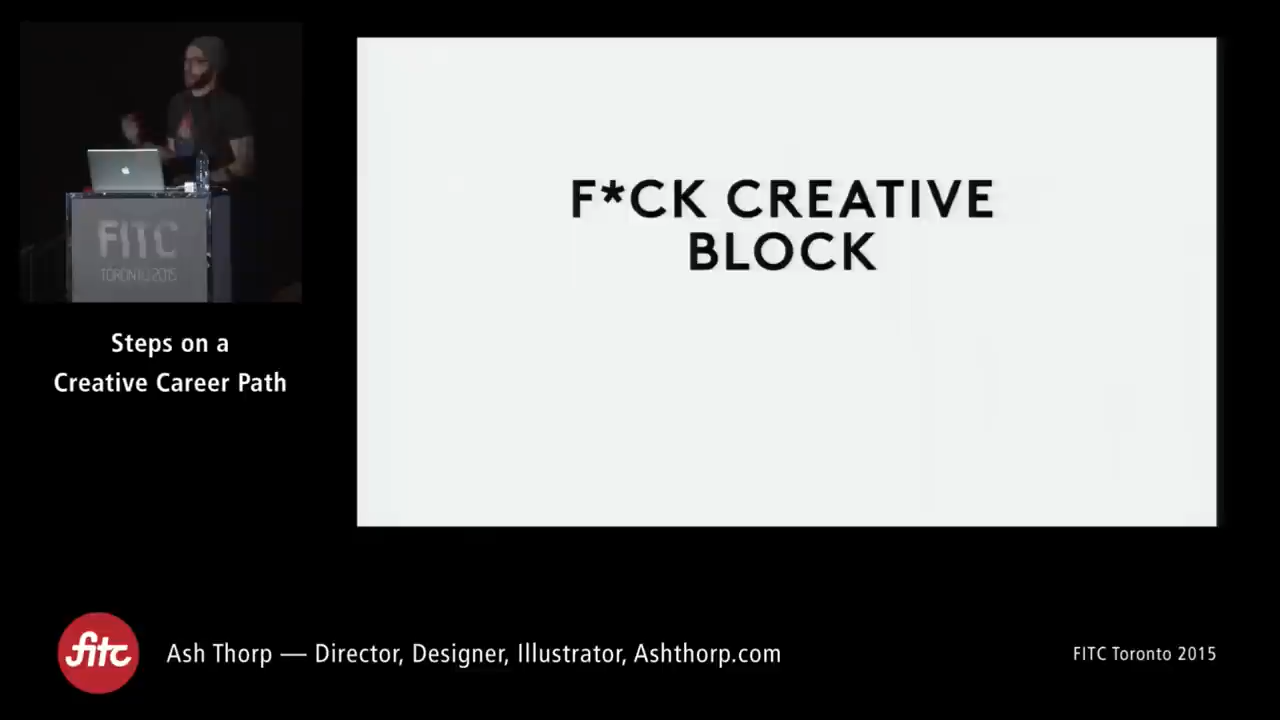 FITC
TORONTO 2015
Steps on a
Creative Career Path
F*CK CREATIVE
BLOCK
fitc
Ash Thorp — Director, Designer, Illustrator, Ashthorp.com
FITC Toronto 2015